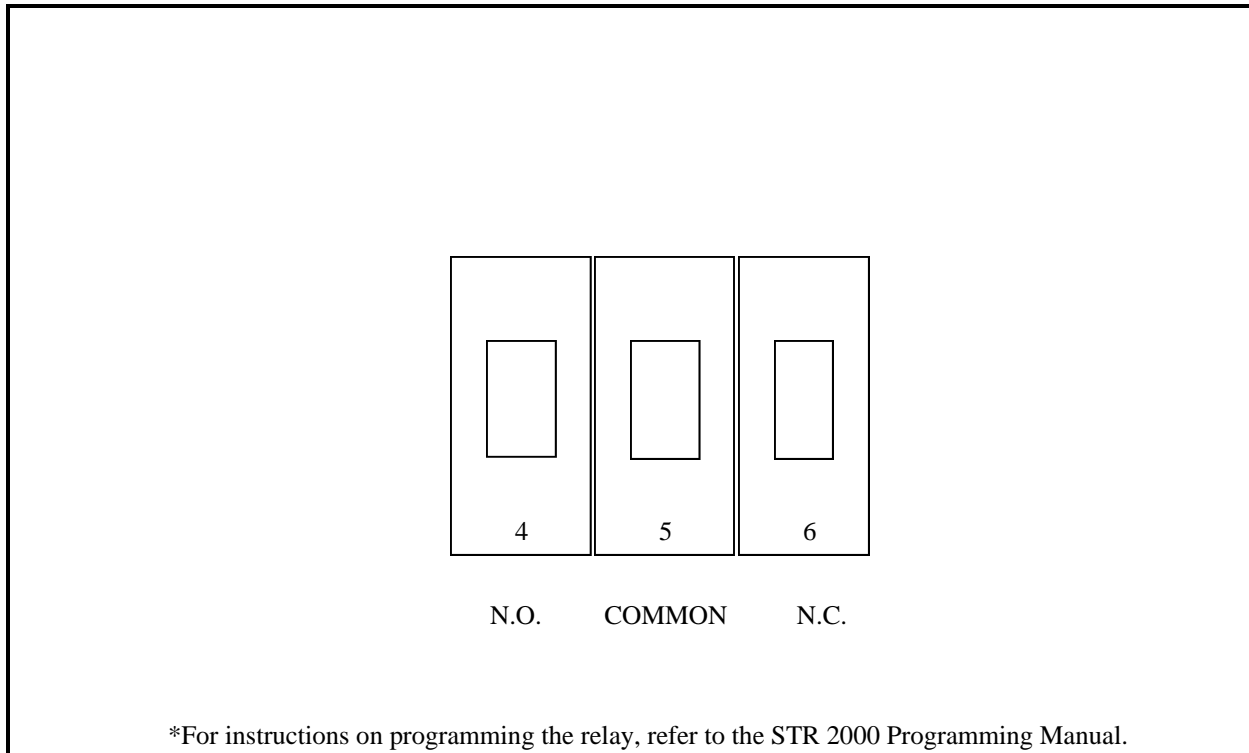 4 5 6
N.O. COMMON N.C.
*For instructions on programming the relay, refer to the STR 2000 Programming Manual.